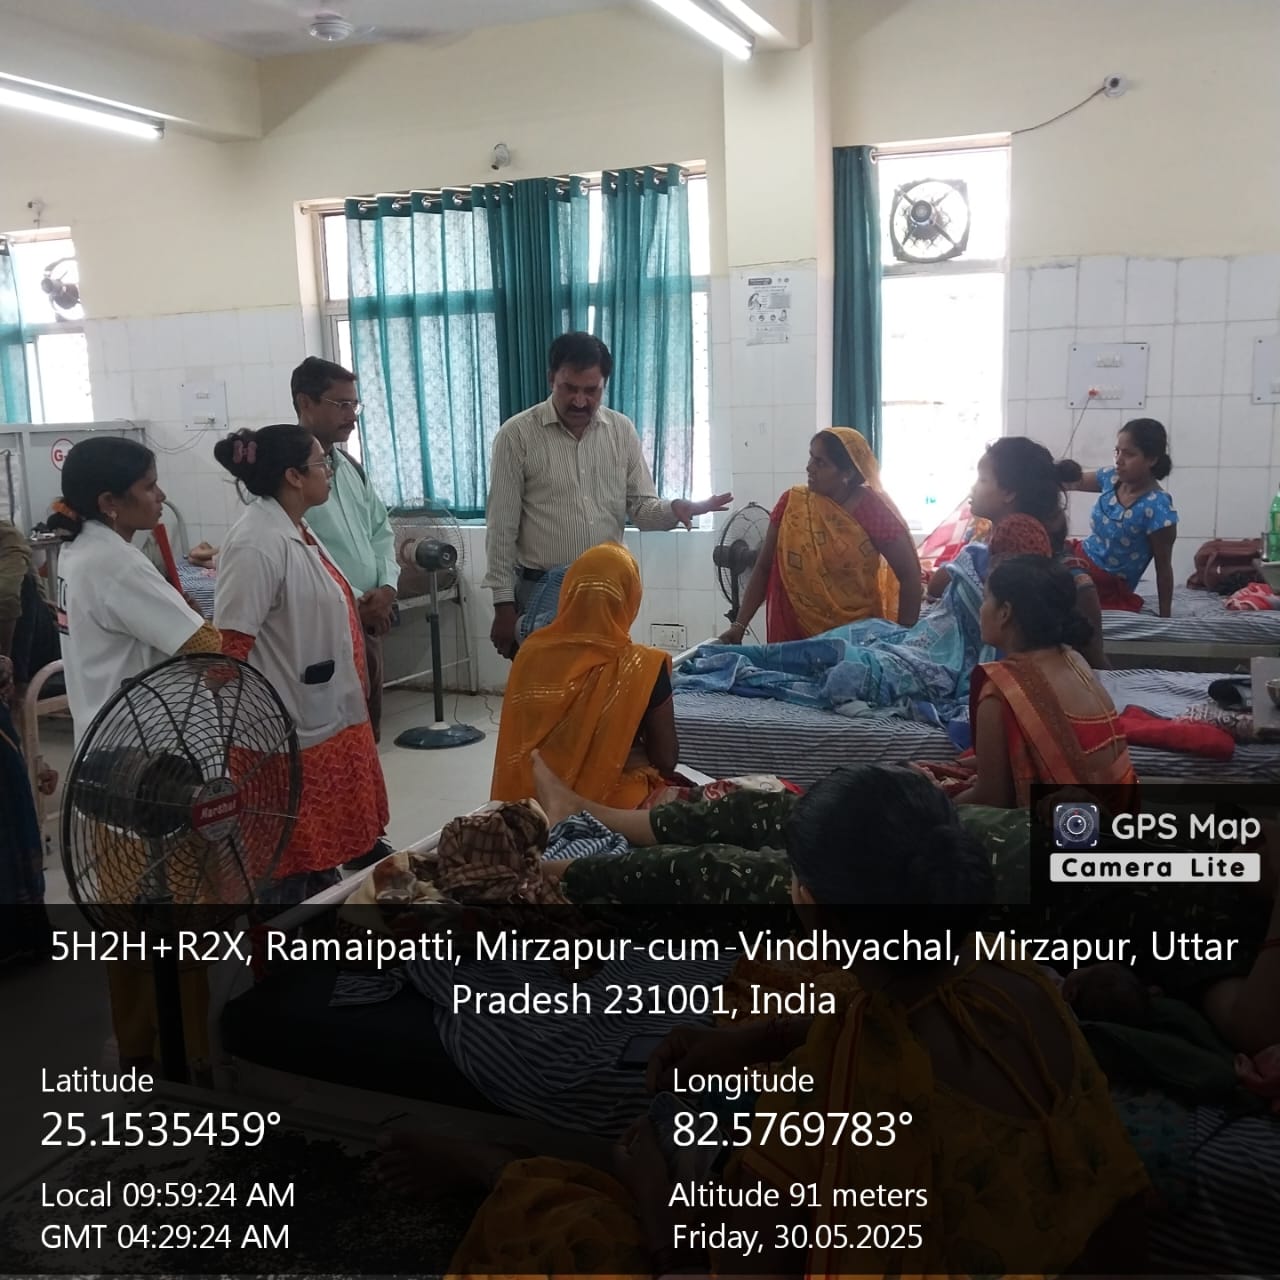 G-
Marshal
GPS Map
Camera Lite
5H2H+R2X, Ramaipatti, Mirzapur-cum-Vindhyachal, Mirzapur, Uttar
Pradesh 231001, India
Latitude
25.1535459°
Longitude
82.5769783°
Local 09:59:24 AM
GMT 04:29:24 AM
Altitude 91 meters
Friday, 30.05.2025